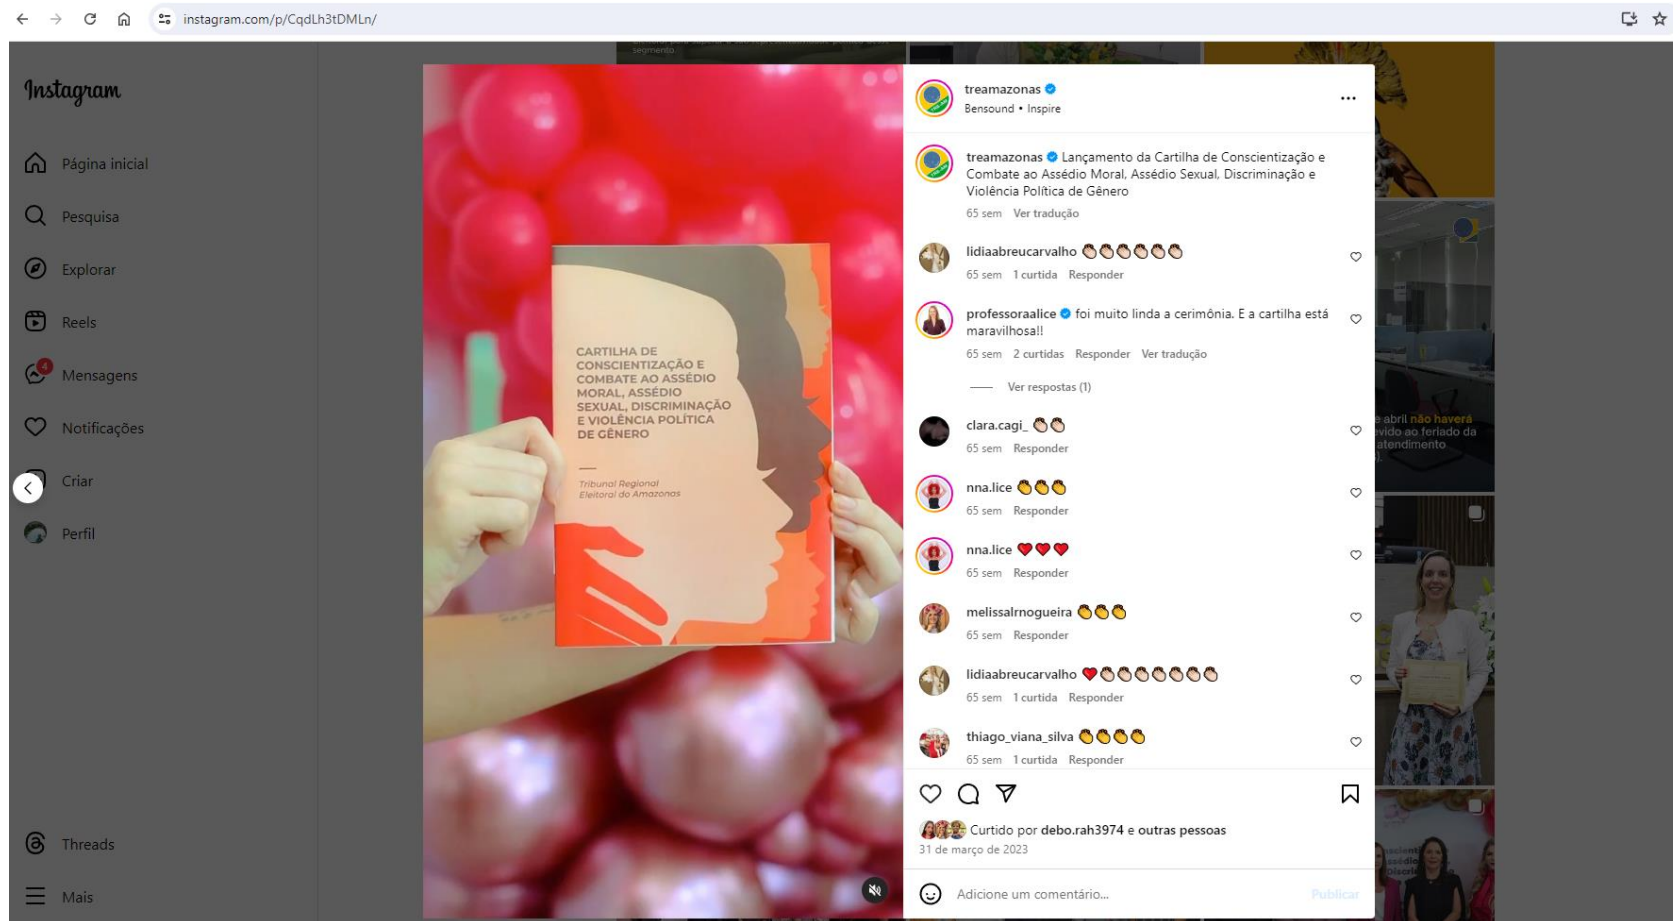 instagram.com/p/CqdLh3tDMLn/
Instagram
Página inicial
Pesquisa
Explorar
Reels
4
Mensagens
Notificações
Criar
Perfil
Threads
Mais
segmento.
CARTILHA DE
CONSCIENTIZAÇÃO E
COMBATE AO ASSÉDIO
MORAL, ASSÉDIO
SEXUAL, DISCRIMINAÇÃO
E VIOLÊNCIA POLÍTICA
DE GÊNERO
Tribunal Regional
Eleitoral do Amazonas
treamazonas
Bensound • Inspire
treamazonas Lançamento da Cartilha de Conscientização e
Combate ao Assédio Moral, Assédio Sexual, Discriminação e
Violência Política de Gênero
65 sem Ver tradução
lidiaabreucarvalho 👏🏻👏🏻👏🏻👏🏻👏🏻👏🏻
65 sem 1 curtida Responder
professoraalice foi muito linda a cerimônia. E a cartilha está
maravilhosa!!
65 sem 2 curtidas Responder Ver tradução
Ver respostas (1)
clara.cagi_ 👏🏻👏🏻
65 sem Responder
nna.lice 👏👏👏
65 sem Responder
nna.lice ❤️❤️❤️
65 sem Responder
melissalrnogueira 👏👏👏
65 sem Responder
lidiaabreucarvalho ❤️👏🏻👏🏻👏🏻👏🏻👏🏻👏🏻👏🏻
65 sem 1 curtida Responder
thiago_viana_silva 👏👏👏👏
65 sem 1 curtida Responder
Curtido por debo.rah3974 e outras pessoas
31 de março de 2023
Adicione um comentário...
Publicar
e abril não haverá
evido ao feriado da
atendimento